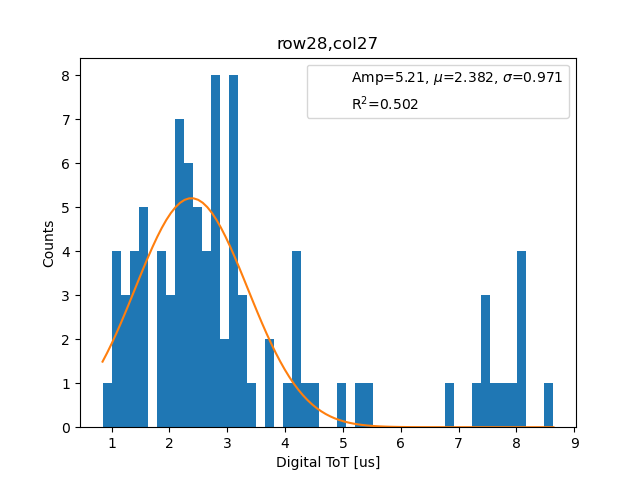 row28,col27
Amp=5.21, μ=2.382, σ=0.971
R²=0.502
8
7
6
5
4
3
2
1
0
Counts
1 2 3 4 5 6 7 8 9
Digital ToT [us]